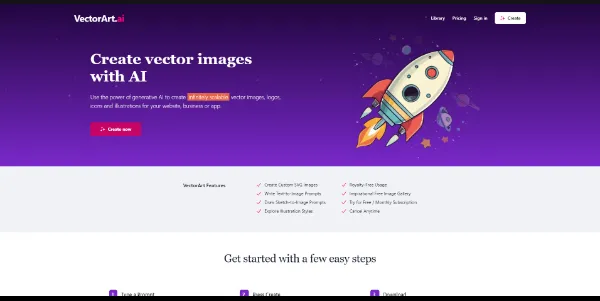 VectorArt.ai
Library Pricing Sign in Create
Create vector images
with AI
Use the power of generative AI to create infinitely scalable vector images, logos,
icons and illustrations for your website, business or app.
Create now
VectorArt Features
Create Custom SVG Images
Write Text-to-Image Prompts
Draw Sketch-to-Image Prompts
Explore Illustration Styles
Royalty-Free Usage
Inspirational Free Image Gallery
Try for Free / Monthly Subscription
Cancel Anytime
Get started with a few easy steps
1 Type a Prompt
2 Press Create
3 Download